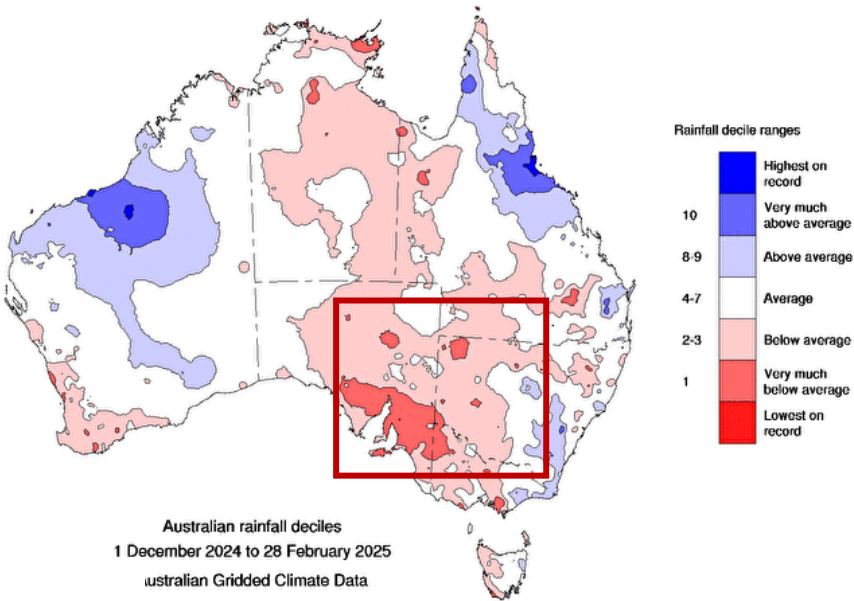 Rainfall decile ranges
Highest on
record
10
Very much
above average
8-9
Above average
4-7
Average
2-3
Below average
1
Very much
below average
Lowest on
record
Australian rainfall deciles
1 December 2024 to 28 February 2025
ustralian Gridded Climate Data